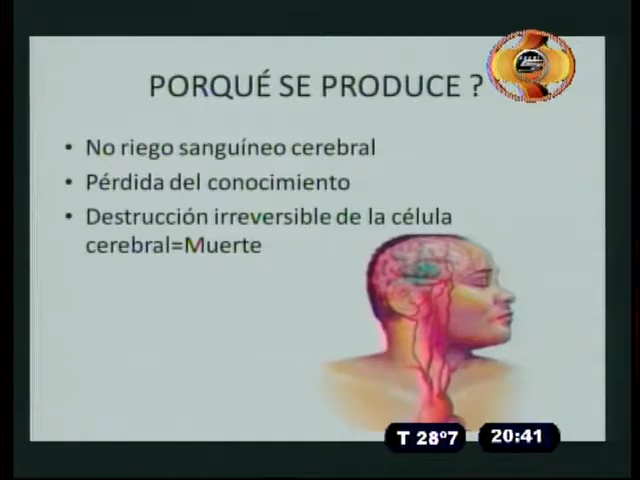 PORQUÉ SE PRODUCE ?
• No riego sanguíneo cerebral
• Pérdida del conocimiento
• Destrucción irreversible de la célula
cerebral=Muerte
T 28º7
20:41